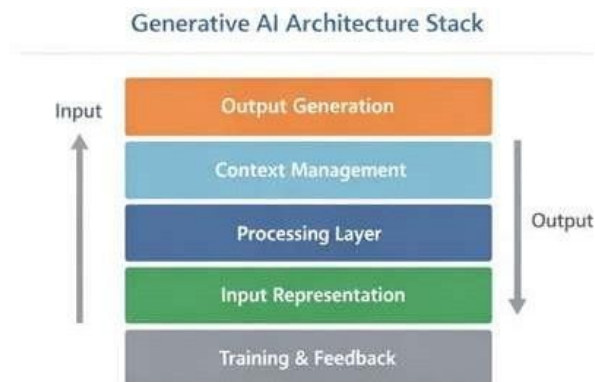 Generative AI Architecture Stack
Input
Output Generation
Context Management
Processing Layer
Output
Input Representation
Training & Feedback